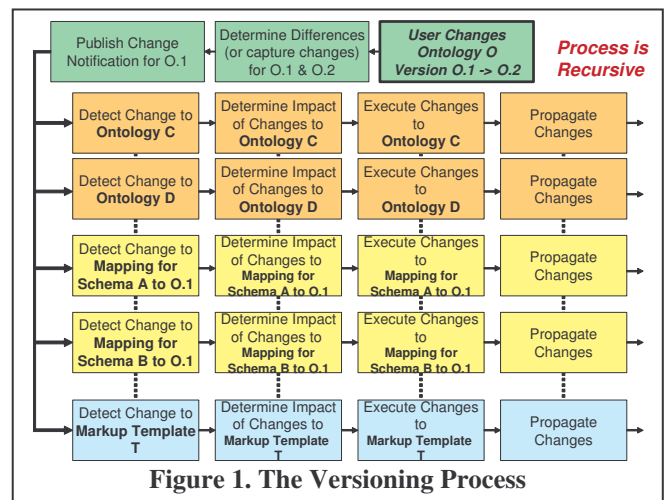 Publish Change
Notification for O.1
Determine Differences
(or capture changes)
for O.1 & O.2
User Changes
Ontology O
Version O.1 -> O.2
Process is
Recursive
Detect Change to
Ontology C
Determine Impact
of Changes to
Ontology C
Execute Changes
to
Ontology C
Propagate
Changes
Detect Change to
Ontology D
Determine Impact
of Changes to
Ontology D
Execute Changes
to
Ontology D
Propagate
Changes
Detect Change to
Mapping for
Schema A to O.1
Determine Impact
of Changes to
Mapping for
Schema A to O.1
Execute Changes
to
Mapping for
Schema A to O.1
Propagate
Changes
Detect Change to
Mapping for
Schema B to O.1
Determine Impact
of Changes to
Mapping for
Schema B to O.1
Execute Changes
to
Mapping for
Schema B to O.1
Propagate
Changes
Detect Change to
Markup Template
T
Determine Impact
of Changes to
Markup Template T
Execute Changes
to
Markup Template T
Propagate
Changes
Figure 1. The Versioning Process